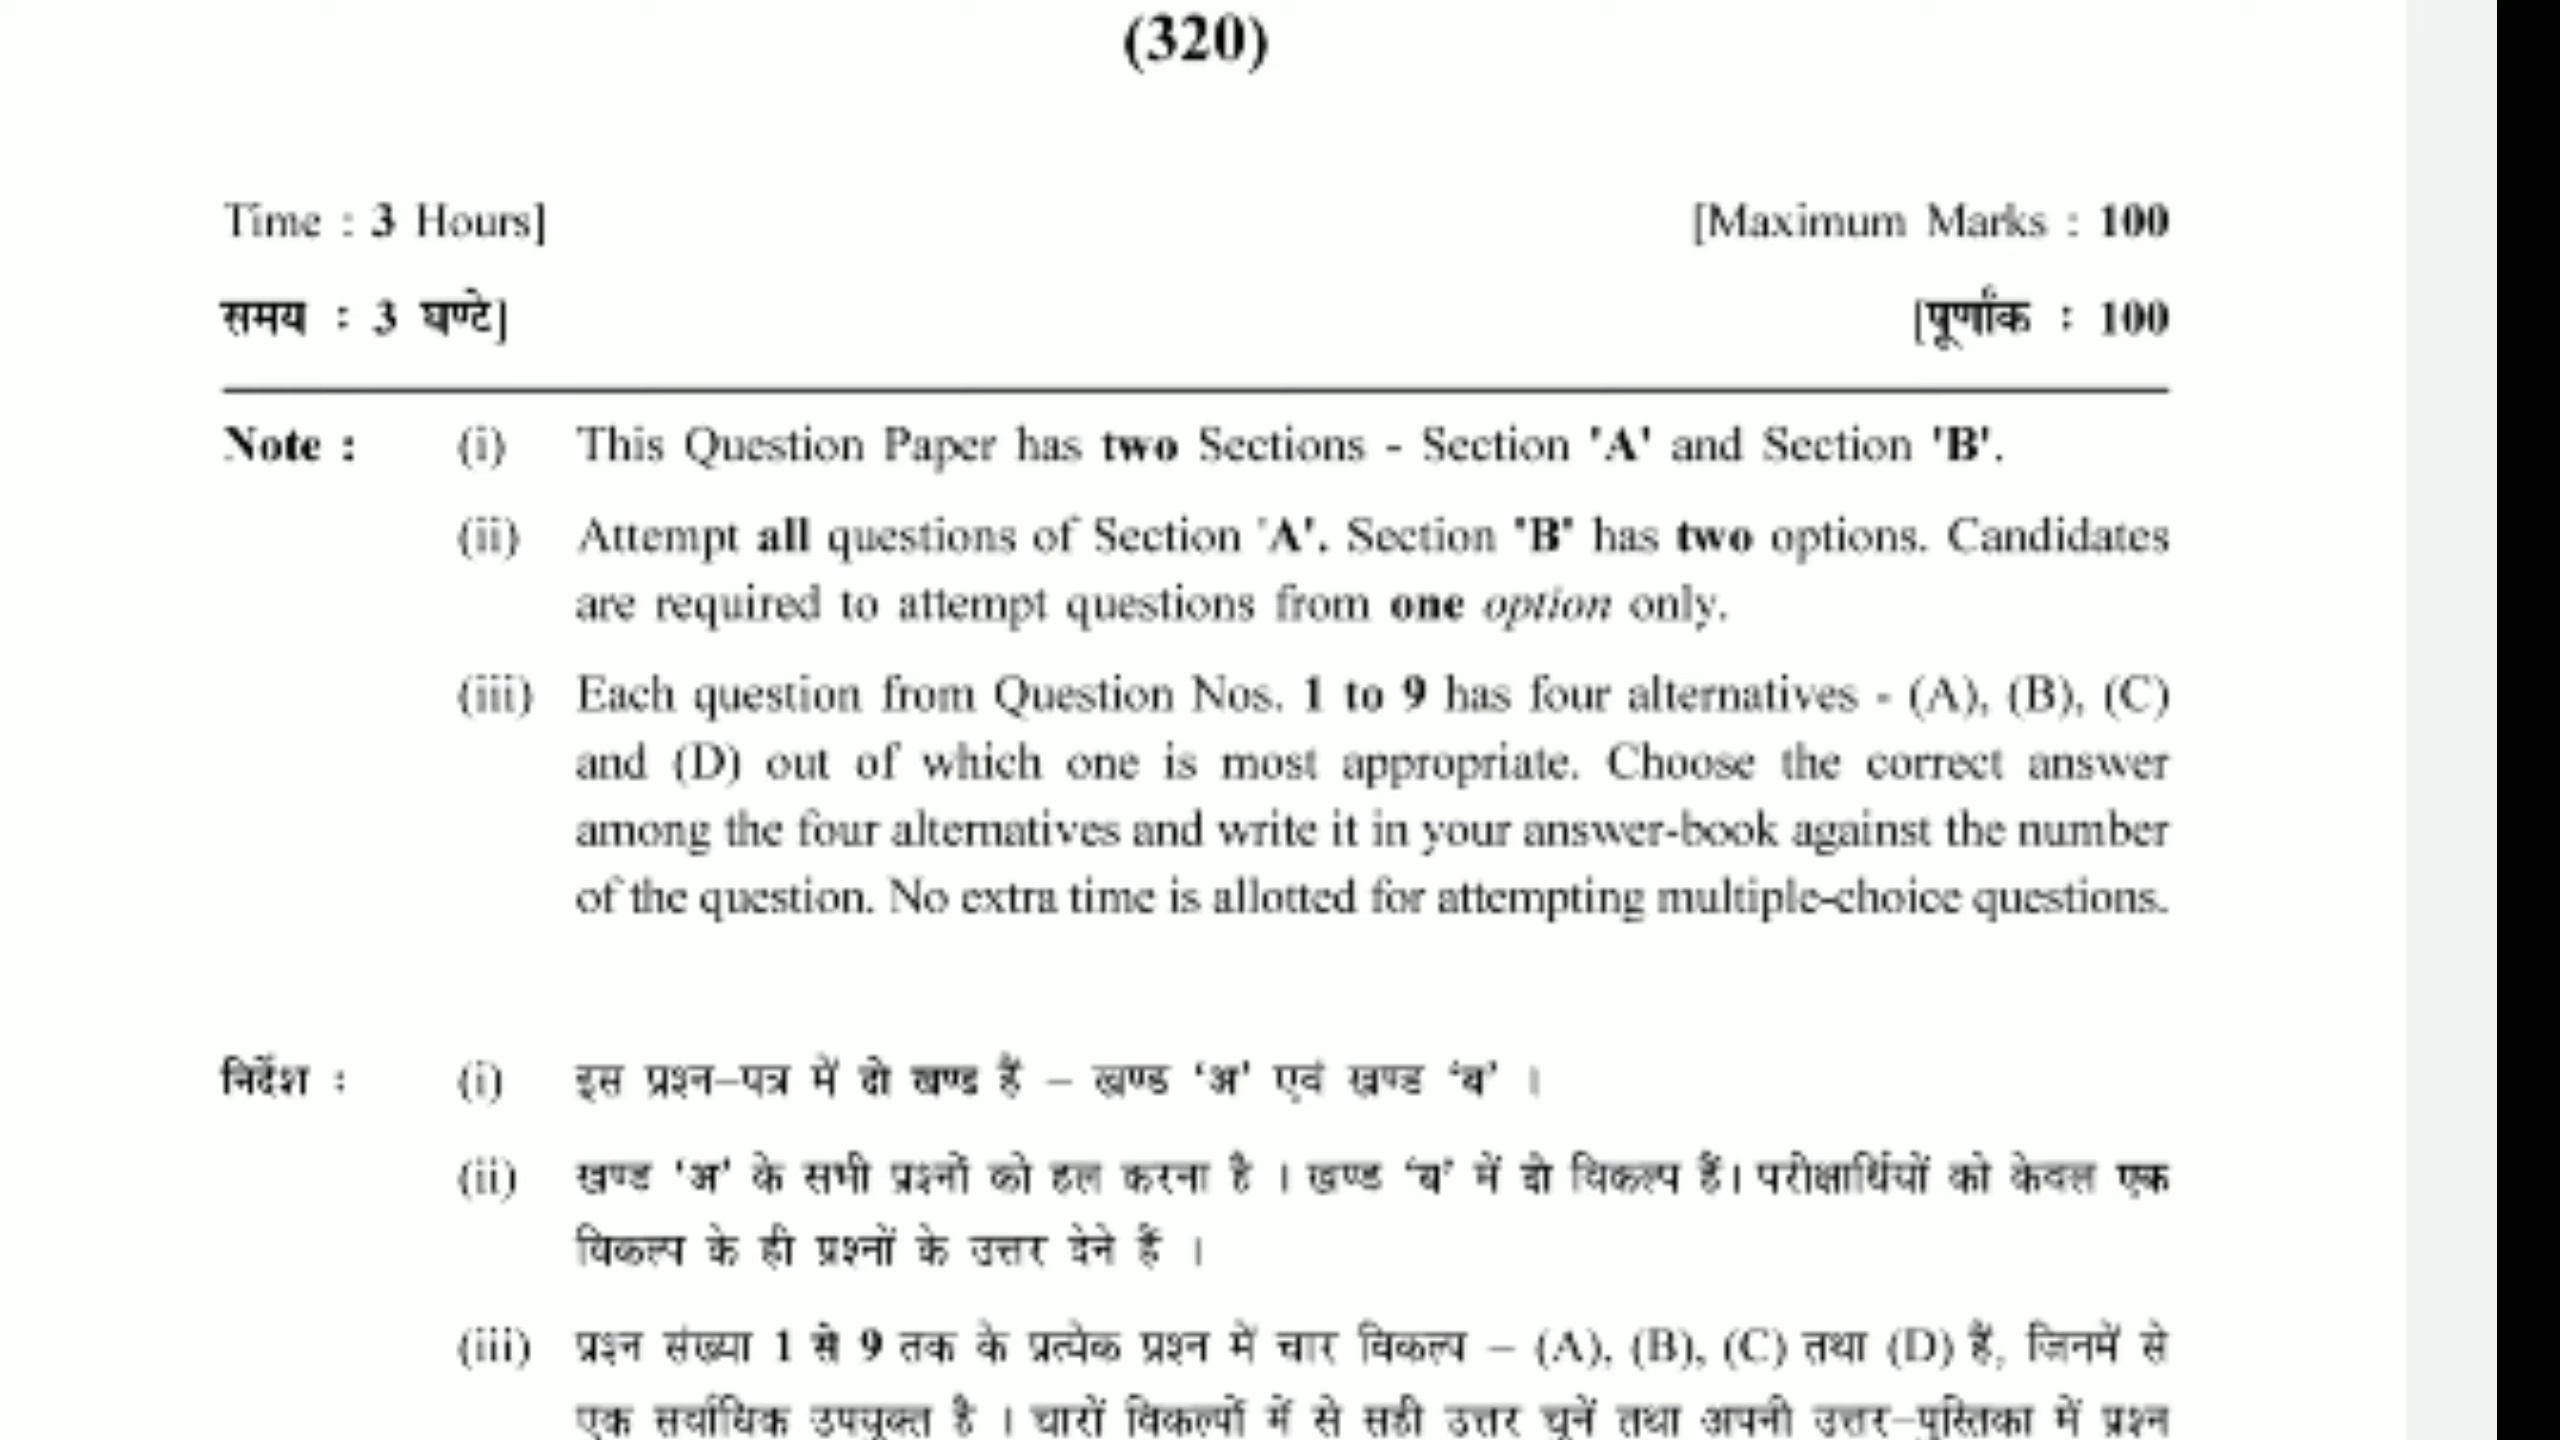 (320)
Time : 3 Hours] [Maximum Marks : 100
समय : 3 घण्टे] [पूर्णांक : 100
Note : (i) This Question Paper has two Sections - Section 'A' and Section 'B'.
(ii) Attempt all questions of Section 'A'. Section 'B' has two options. Candidates
are required to attempt questions from one option only.
(iii) Each question from Question Nos. 1 to 9 has four alternatives - (A), (B), (C)
and (D) out of which one is most appropriate. Choose the correct answer
among the four alternatives and write it in your answer-book against the number
of the question. No extra time is allotted for attempting multiple-choice questions.
निर्देश : (i) इस प्रश्न–पत्र में दो खण्ड हैं – खण्ड ‘अ’ एवं खण्ड ‘ब’ ।
(ii) खण्ड ‘अ’ के सभी प्रश्नों को हल करना है । खण्ड ‘ब’ में दो विकल्प हैं। परीक्षार्थियों को केवल एक
विकल्प के ही प्रश्नों के उत्तर देने हैं ।
(iii) प्रश्न संख्या 1 से 9 तक के प्रत्येक प्रश्न में चार विकल्प – (A), (B), (C) तथा (D) हैं, जिनमें से
एक सर्वाधिक उपयुक्त है । चारों विकल्पों में से सही उत्तर चुनें तथा अपनी उत्तर–पुस्तिका में प्रश्न